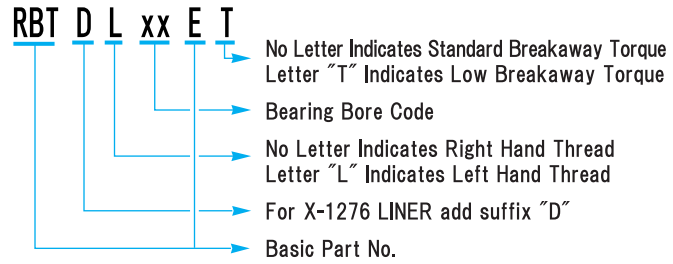 RBT D L xx E T
No Letter Indicates Standard Breakaway Torque
Letter ″T″ Indicates Low Breakaway Torque
Bearing Bore Code
No Letter Indicates Right Hand Thread
Letter ″L″ Indicates Left Hand Thread
For X-1276 LINER add suffix ″D″
Basic Part No.